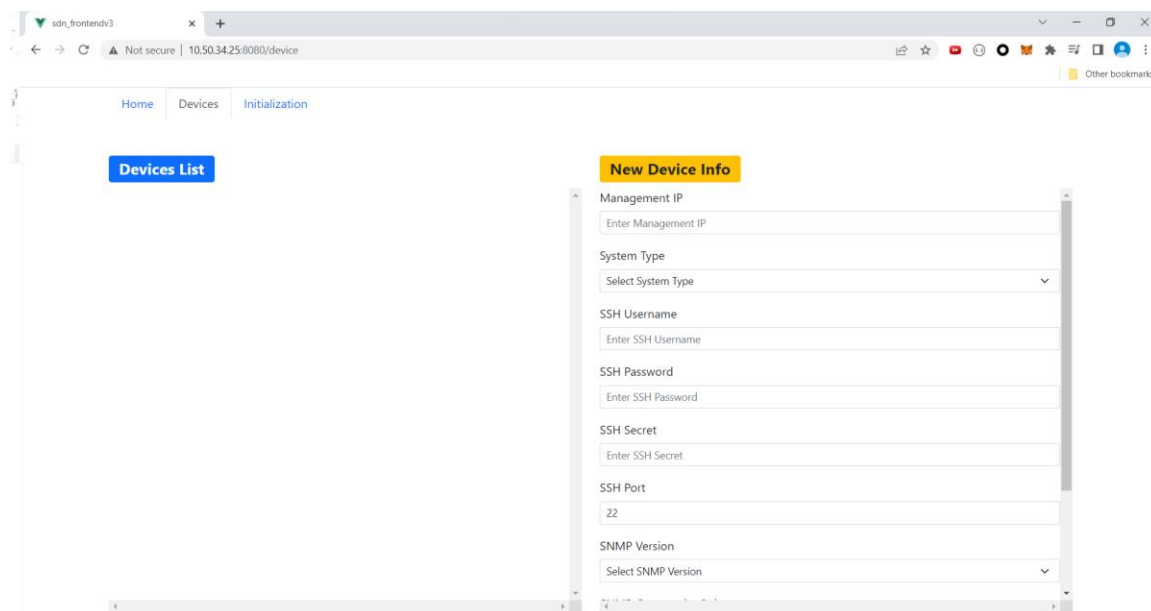 sdn_frontendv3
Not secure | 10.50.34.25:8080/device
Other bookmark
Home Devices Initialization
Devices List
New Device Info
Management IP
Enter Management IP
System Type
Select System Type
SSH Username
Enter SSH Username
SSH Password
Enter SSH Password
SSH Secret
Enter SSH Secret
SSH Port
22
SNMP Version
Select SNMP Version